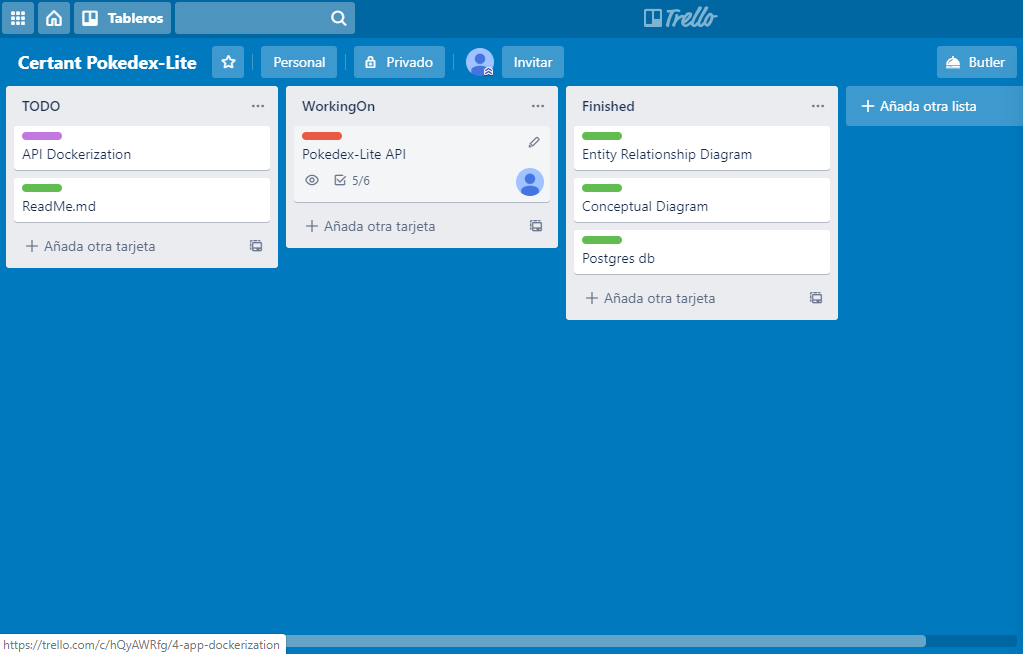 Tableros
Trello
Certant Pokedex-Lite
Personal
Privado
Invitar
Butler
TODO
API Dockerization
ReadMe.md
Añada otra tarjeta
WorkingOn
Pokedex-Lite API
5/6
Añada otra tarjeta
Finished
Entity Relationship Diagram
Conceptual Diagram
Postgres db
Añada otra tarjeta
Añada otra lista
https://trello.com/c/hQyAWRfg/4-app-dockerization